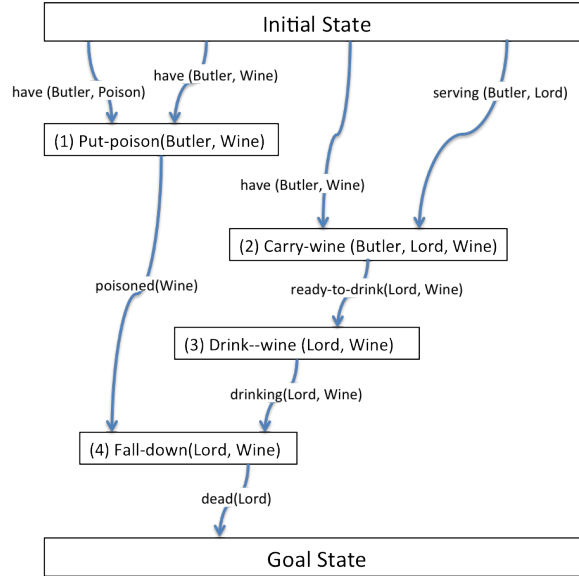 Initial State
have (Butler, Wine)
have (Butler, Poison)
serving (Butler, Lord)
(1) Put-poison(Butler, Wine)
have (Butler, Wine)
(2) Carry-wine (Butler, Lord, Wine)
poisoned(Wine)
ready-to-drink(Lord, Wine)
(3) Drink--wine (Lord, Wine)
drinking(Lord, Wine)
(4) Fall-down(Lord, Wine)
dead(Lord)
Goal State